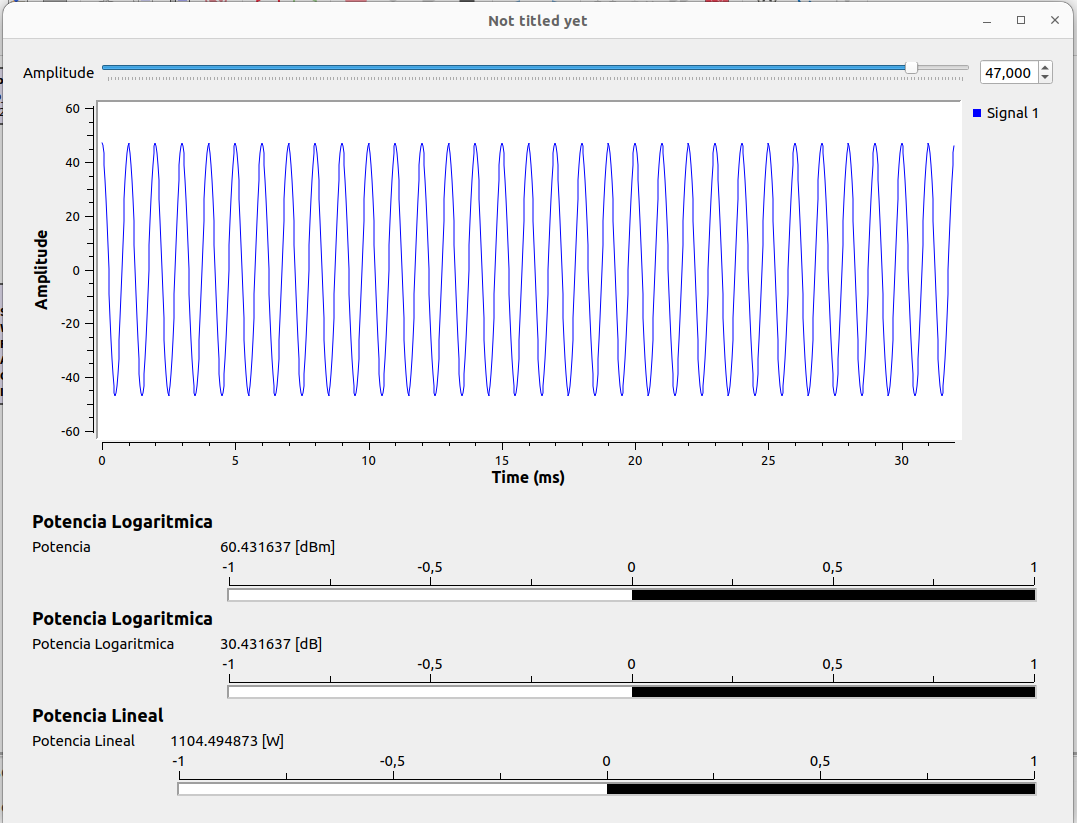 Not titled yet
Amplitude 47,000
Signal 1
60
40
20
0
-20
-40
-60
Amplitude
0 5 10 15 20 25 30
Time (ms)
Potencia Logaritmica
Potencia 60.431637 [dBm]
-1 -0,5 0 0,5 1
Potencia Logaritmica
Potencia Logaritmica 30.431637 [dB]
-1 -0,5 0 0,5 1
Potencia Lineal
Potencia Lineal 1104.494873 [W]
-1 -0,5 0 0,5 1